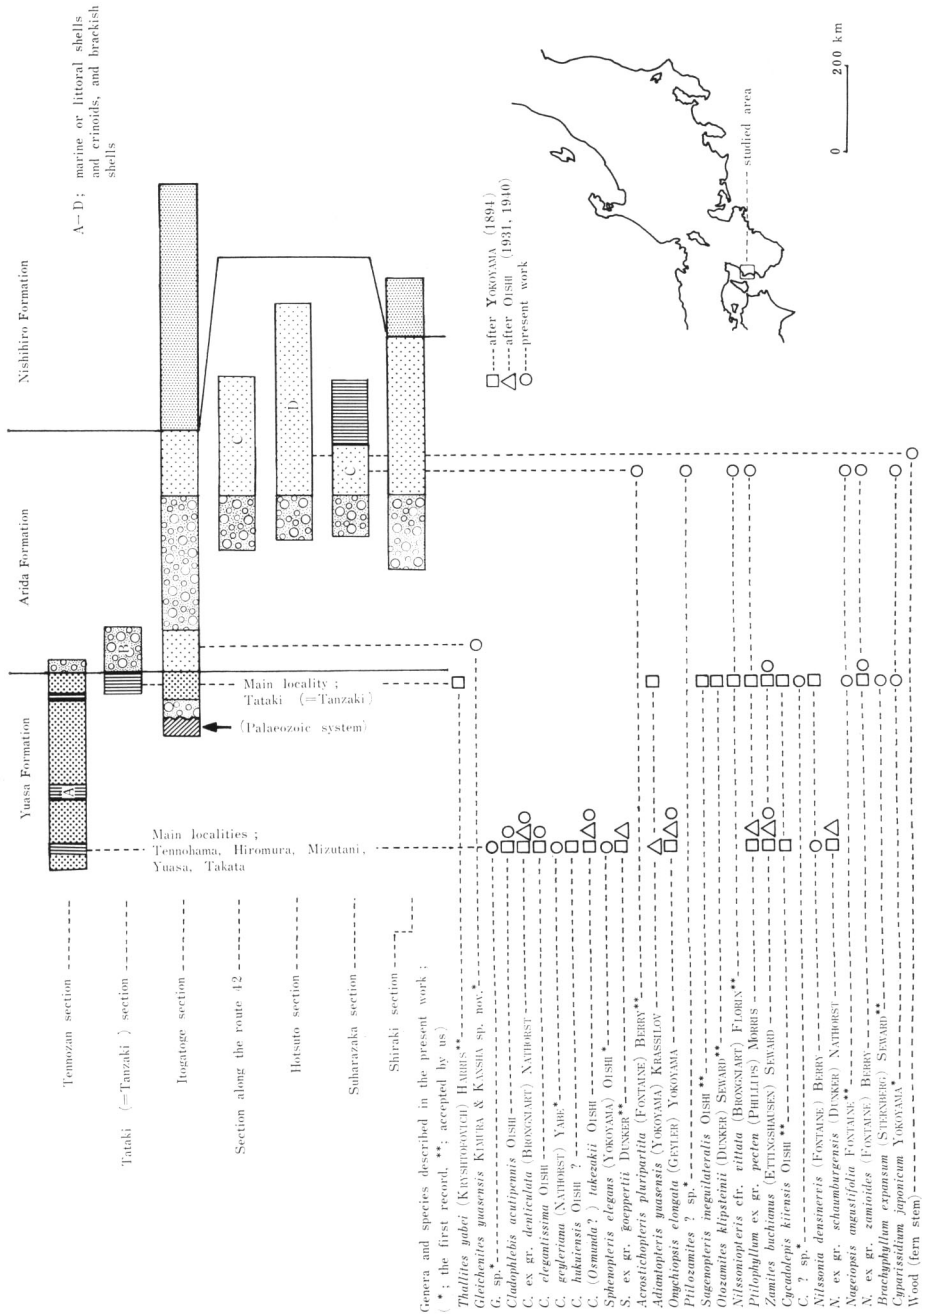 A—D; marine or littoral shells
and crinoids, and brackish
shells
Nishihiro Formation
Arida Formation
Yuasa Formation
A
B
C
D
C
Main locality ;
Tataki (=Tanzaki)
(Palaeozoic system)
Main localities ;
Tennohama, Hiromura, Mizutani,
Yuasa, Takata
Tennozan section
Tataki (=Tanzaki ) section
Itogatoge section
Section along the route 42
Hotsuto section
Suharazaka section
Shiraki section
□----after YOKOYAMA (1894)
△----after OISHI (1931, 1940)
○----present work
studied area
0 200 km
Genera and species described in the present work ;
( *; the first record. **; accepted by us)
Thallites yabei (KRYSHTOFOVICH) HARRIS**
Gleichenites yuasensis KIMURA & KANSHA sp. nov.*
G. sp.*
Cladophlebis acutipennis OISHI
C. ex gr. denticulata (BRONGNIART) NATHORST
C. elegantissima OISHI
C. geyleriana (NATHORST) YABE*
C. hukuiensis OISHI ?
C. (Osmunda? ) takezakii OISHI
Sphenopteris elegans (YOKOYAMA) OISHI*
S. ex gr. goeppertii DUNKER**
Acrostichopteris pluripartita (FONTAINE) BERRY**
Adiantopteris yuasensis (YOKOYAMA) KRASSILOV
Onychiopsis elongata (GEYLER) YOKOYAMA
Ptilozamites ? sp.*
Sagenopteris inequilateralis OISHI**
Otozamites klipsteinii (DUNKER) SEWARD**
Nilssoniopteris cfr. vittata (BRONGNIART) FLORIN**
Ptilophyllum ex gr. pecten (PHILLIPS) MORRIS
Zamites buchianus (ETTINGSHAUSEN) SEWARD
Cycadolepis kiiensis OISHI**
C. ? sp.*
Nilssonia densinerris (FONTAINE) BERRY
N. ex gr. schaumburgensis (DUNKER) NATHORST
Nageiopsis angustifolia FONTAINE**
N. ex gr. zamioides (FONTAINE) BERRY
Brachyphyllum expansum (STERNBERG) SEWARD**
Cyparissidium japonicum YOKOYAMA*
Wood (fern stem)